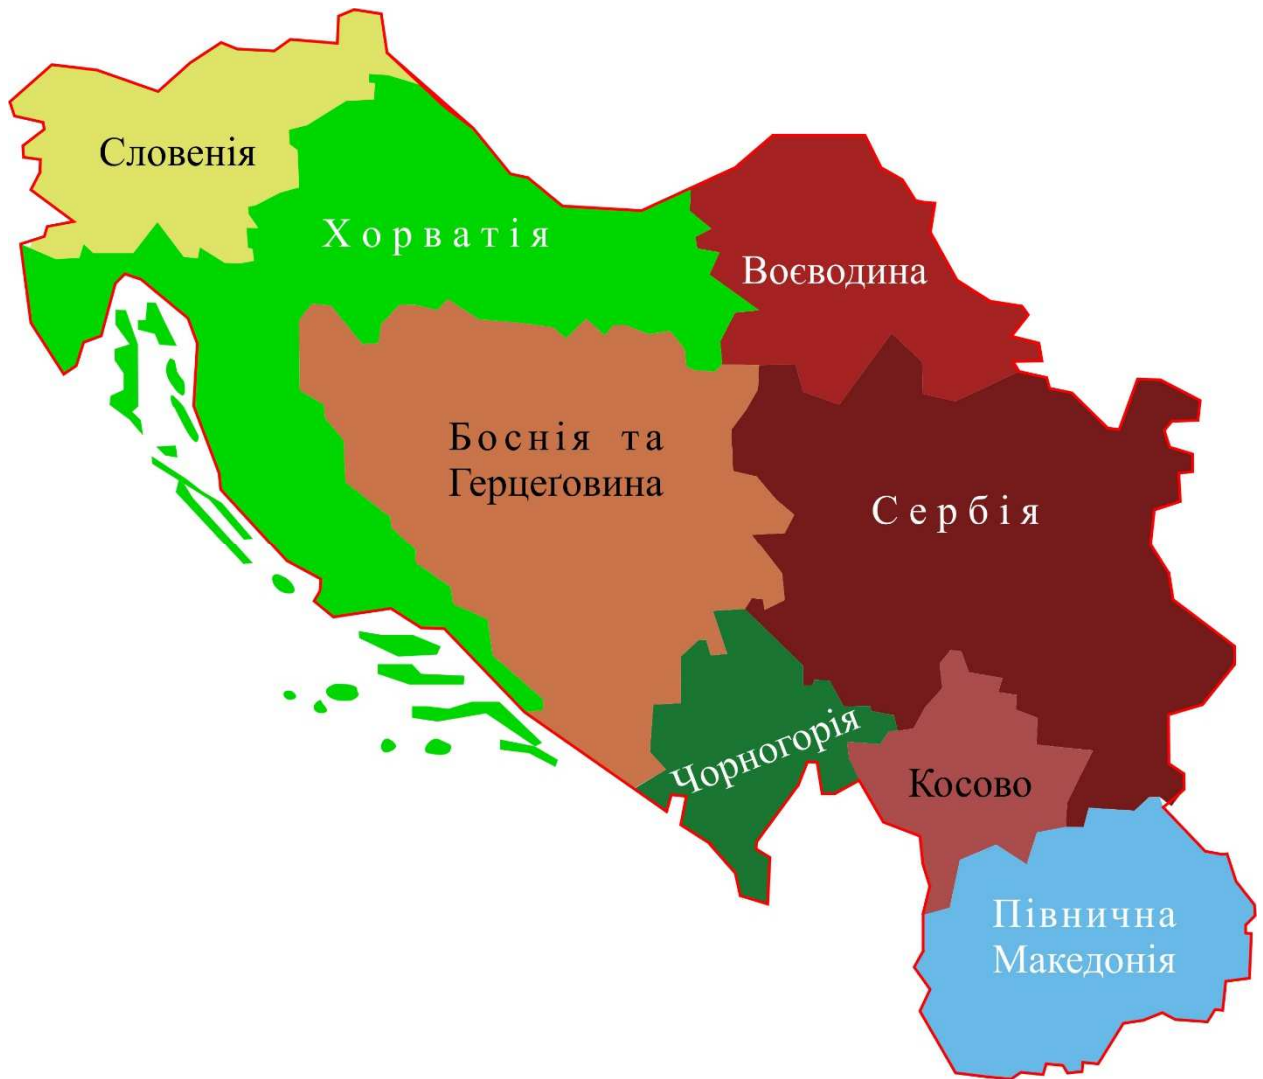 Словенія
Хорватія
Воєводина
Боснія та
Герцеґовина
Сербія
Чорногорія
Косово
Північна
Македонія